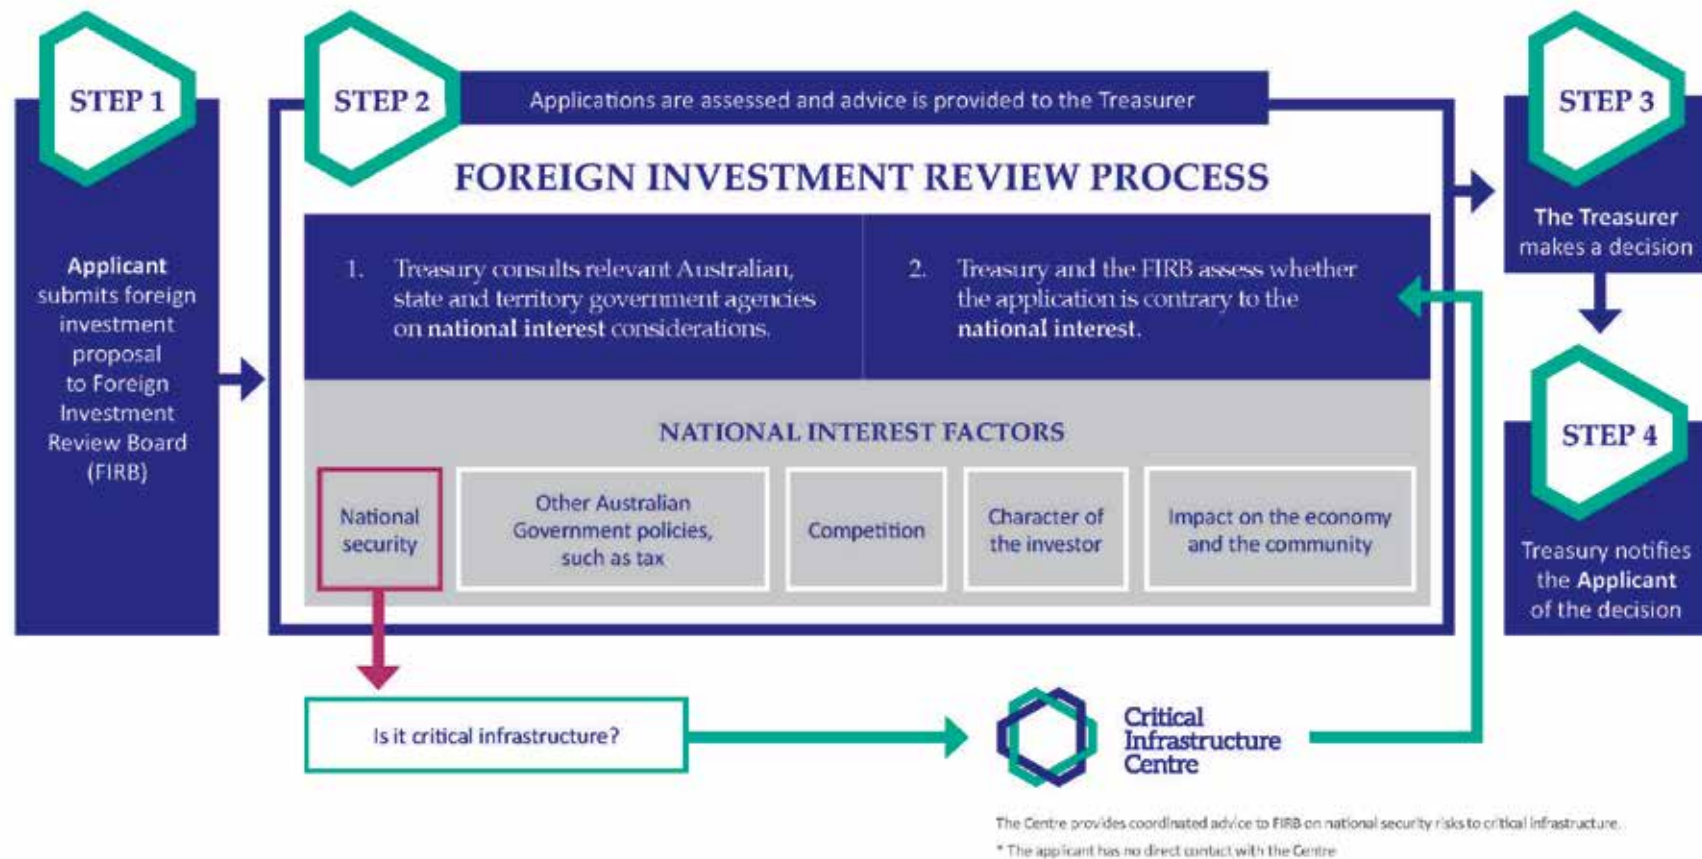 STEP 1
Applicant
submits foreign
investment
proposal
to Foreign
Investment
Review Board
(FIRB)
STEP 2
Applications are assessed and advice is provided to the Treasurer
FOREIGN INVESTMENT REVIEW PROCESS
1. Treasury consults relevant Australian,
state and territory government agencies
on national interest considerations.
2. Treasury and the FIRB assess whether
the application is contrary to the
national interest.
NATIONAL INTEREST FACTORS
National
security
Other Australian
Government policies,
such as tax
Competition
Character of
the investor
Impact on the economy
and the community
Is it critical infrastructure?
Critical
Infrastructure
Centre
The Centre provides coordinated advice to FIRB on national security risks to critical infrastructure.
* The applicant has no direct contact with the Centre
STEP 3
The Treasurer
makes a decision
STEP 4
Treasury notifies
the Applicant
of the decision